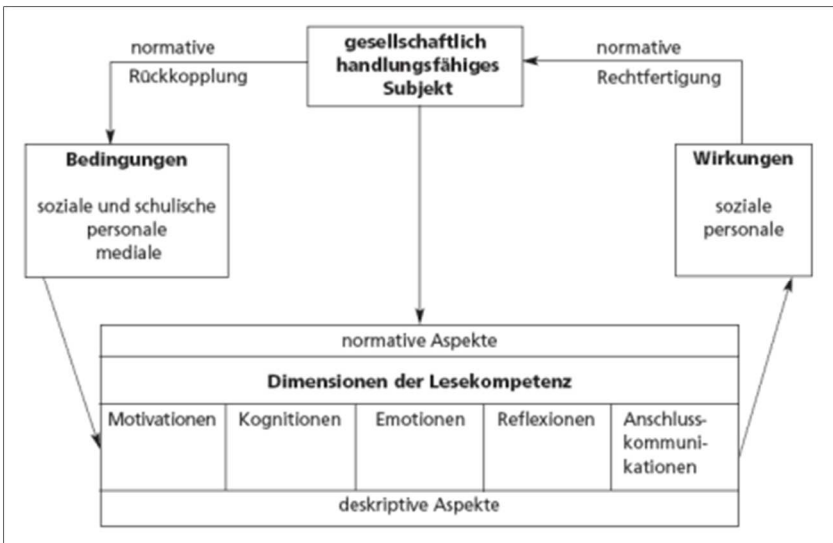 normative
Rückkopplung
gesellschaftlich
handlungsfähiges
Subjekt
normative
Rechtfertigung
Bedingungen
soziale und schulische
personale
mediale
Wirkungen
soziale
personale
normative Aspekte
Dimensionen der Lesekompetenz
Motivationen
Kognitionen
Emotionen
Reflexionen
Anschluss-
kommuni-
kationen
deskriptive Aspekte